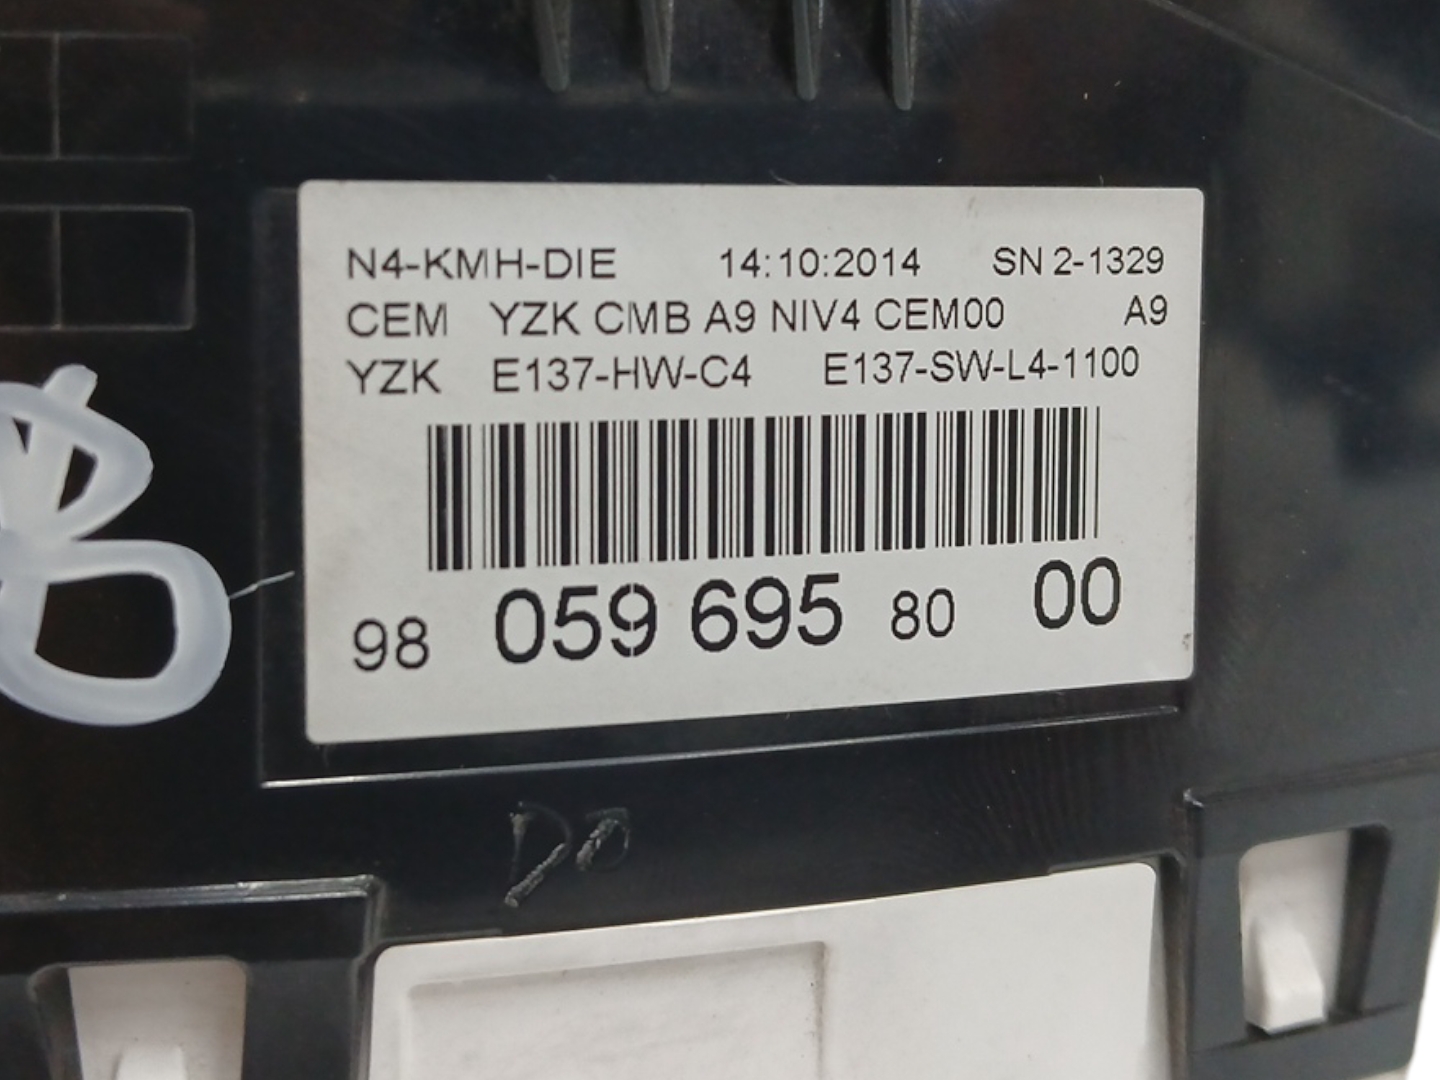 N4-KMH-DIE 14:10:2014 SN 2-1329
CEM YZK CMB A9 NIV4 CEM00 A9
YZK E137-HW-C4 E137-SW-L4-1100
98 059 695 80 00